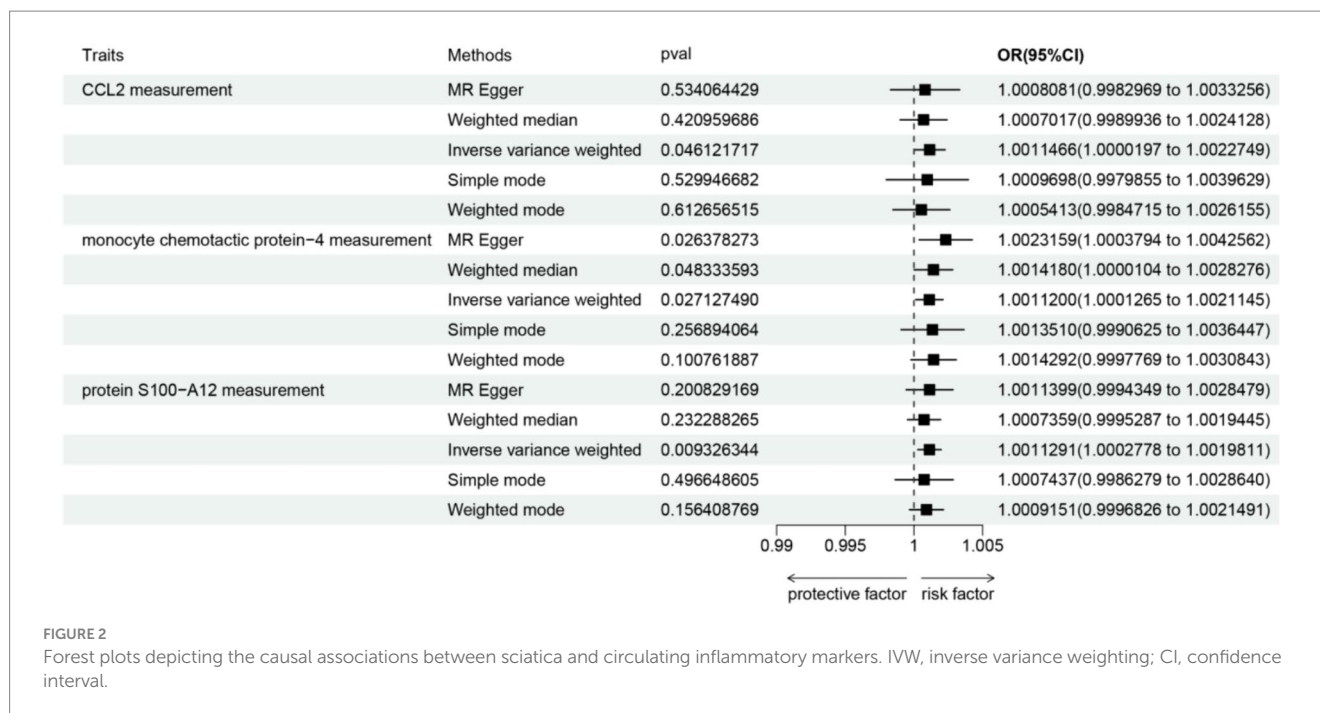 Traits Methods pval OR(95%CI)
CCL2 measurement MR Egger 0.534064429 1.0008081(0.9982969 to 1.0033256)
Weighted median 0.420959686 1.0007017(0.9989936 to 1.0024128)
Inverse variance weighted 0.046121717 1.0011466(1.0000197 to 1.0022749)
Simple mode 0.529946682 1.0009698(0.9979855 to 1.0039629)
Weighted mode 0.612656515 1.0005413(0.9984715 to 1.0026155)
monocyte chemotactic protein−4 measurement MR Egger 0.026378273 1.0023159(1.0003794 to 1.0042562)
Weighted median 0.048333593 1.0014180(1.0000104 to 1.0028276)
Inverse variance weighted 0.027127490 1.0011200(1.0001265 to 1.0021145)
Simple mode 0.256894064 1.0013510(0.9990625 to 1.0036447)
Weighted mode 0.100761887 1.0014292(0.9997769 to 1.0030843)
protein S100−A12 measurement MR Egger 0.200829169 1.0011399(0.9994349 to 1.0028479)
Weighted median 0.232288265 1.0007359(0.9995287 to 1.0019445)
Inverse variance weighted 0.009326344 1.0011291(1.0002778 to 1.0019811)
Simple mode 0.496648605 1.0007437(0.9986279 to 1.0028640)
Weighted mode 0.156408769 1.0009151(0.9996826 to 1.0021491)
0.99 0.995 1 1.005
protective factor risk factor
FIGURE 2
Forest plots depicting the causal associations between sciatica and circulating inflammatory markers. IVW, inverse variance weighting; CI, confidence
interval.